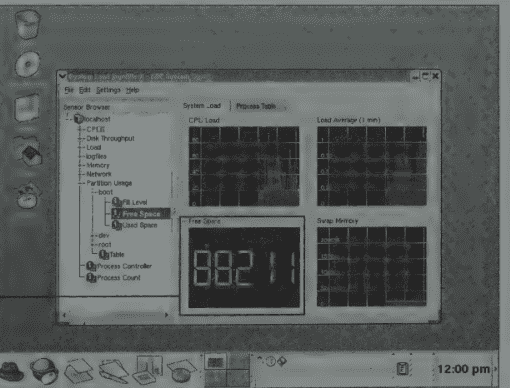 File Edit Settings Help
Sensor Browser
System Load
Process Table
localhost
CPU Load
Load Average (1 min)
Disk Throughput
Load
logfiles
Memory
Network
Partition Usage
boot
Fill Level
Free Space
Used Space
dev
root
Table
Process Controller
Process Count
Free Space
Swap Memory
88211
12:00 pm